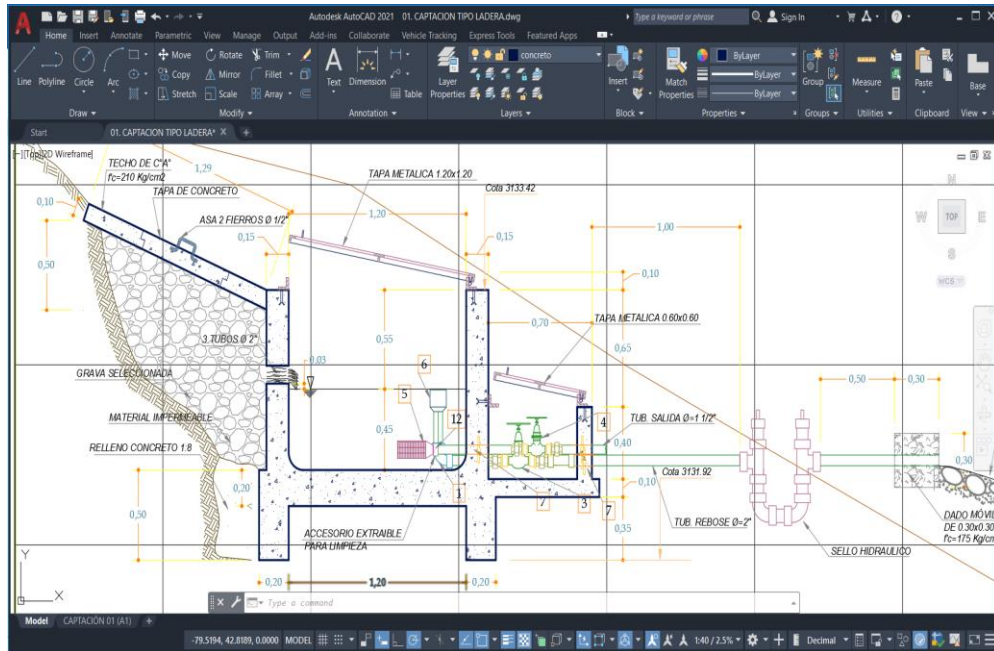 Autodesk AutoCAD 2021 01. CAPTACION TIPO LADERA.dwg
Type a keyword or phrase
Sign In
Home Insert Annotate Parametric View Manage Output Add-ins Collaborate Vehicle Tracking Express Tools Featured Apps
Line Polyline Circle Arc
Move Rotate Trim
Copy Mirror Fillet
Stretch Scale Array
Text Dimension
Table
Layer Properties
concreto
Insert
Match Properties
ByLayer
ByLayer
ByLayer
Group
Measure
Paste
Base
Draw Modify Annotation Layers Block Properties Groups Utilities Clipboard View
Start 01. CAPTACION TIPO LADERA*
[-][Top][2D Wireframe]
TECHO DE C°A°
f'c=210 Kg/cm2
TAPA DE CONCRETO
ASA 2 FIERROS Ø 1/2"
1,29
TAPA METALICA 1.20x1.20
Cota 3133.42
N
W TOP E
S
WCS
0,10
0,50
0,15
1,20
0,15
1,00
0,10
0,70
TAPA METALICA 0.60x0.60
0,65
0,55
3 TUBOS Ø 2"
0,03
GRAVA SELECCIONADA
6
5
12
4
0,50
0,30
MATERIAL IMPERMEABLE
0,45
TUB. SALIDA Ø=1 1/2"
0,40
RELLENO CONCRETO 1:8
0,30
Cota 3131.92
0,20
0,50
1
7
3
7
0,10
0,35
ACCESORIO EXTRAIBLE
PARA LIMPIEZA
TUB. REBOSE Ø=2"
SELLO HIDRAULICO
DADO MÓVIL
DE 0.30x0.30
f'c=175 Kg/cm
0,20
1,20
0,20
Y
X
Type a command
Model CAPTACIÓN 01 (A1)
-79.5194, 42.8189, 0.0000 MODEL 1:40 / 2.5% Decimal